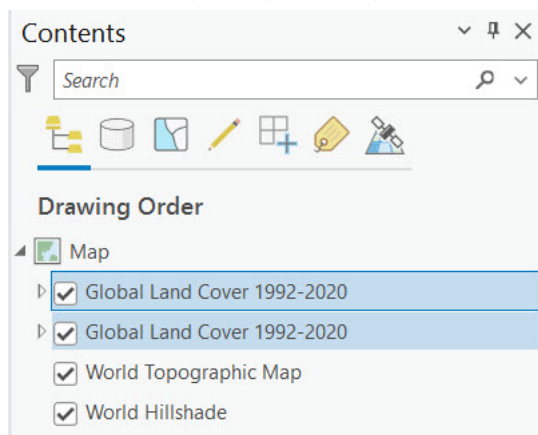 Contents
Search
Drawing Order
Map
Global Land Cover 1992-2020
Global Land Cover 1992-2020
World Topographic Map
World Hillshade